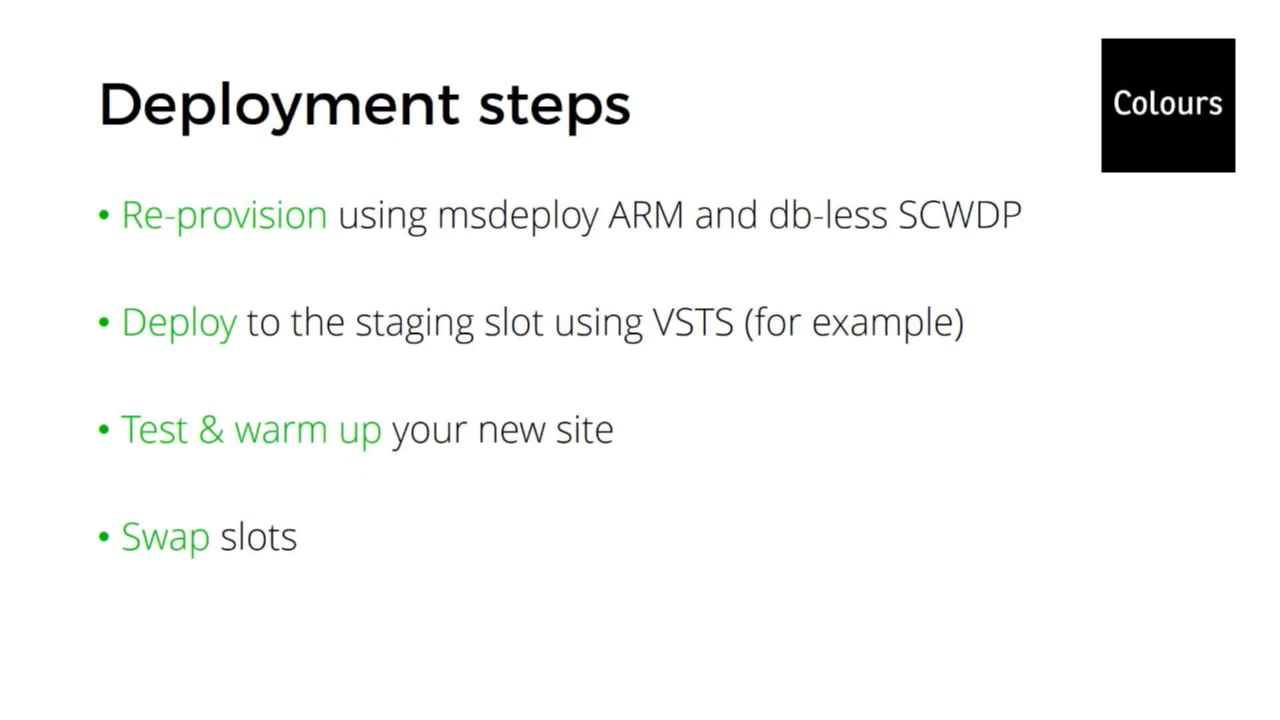 Deployment steps
Colours
• Re-provision using msdeploy ARM and db-less SCWDP
• Deploy to the staging slot using VSTS (for example)
• Test & warm up your new site
• Swap slots